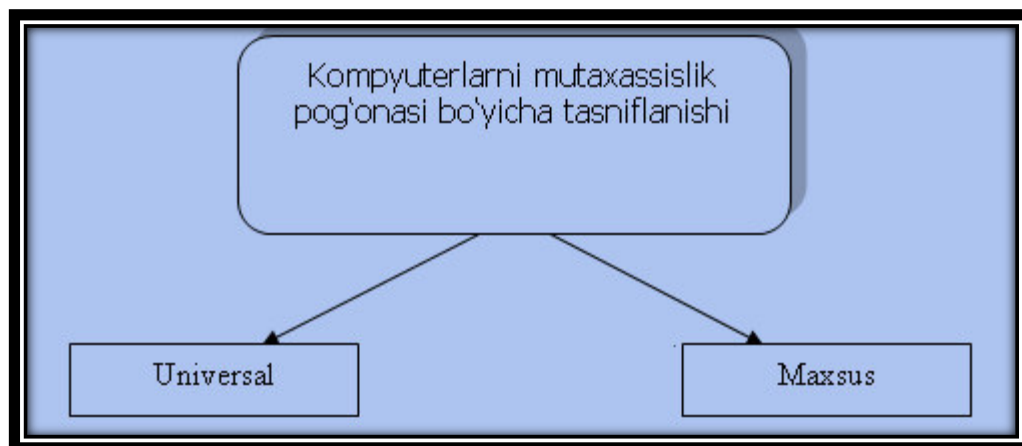 Kompyuterlarni mutaxassislik
pog‘onasi bo‘yicha tasniflanishi
Universal
Maxsus